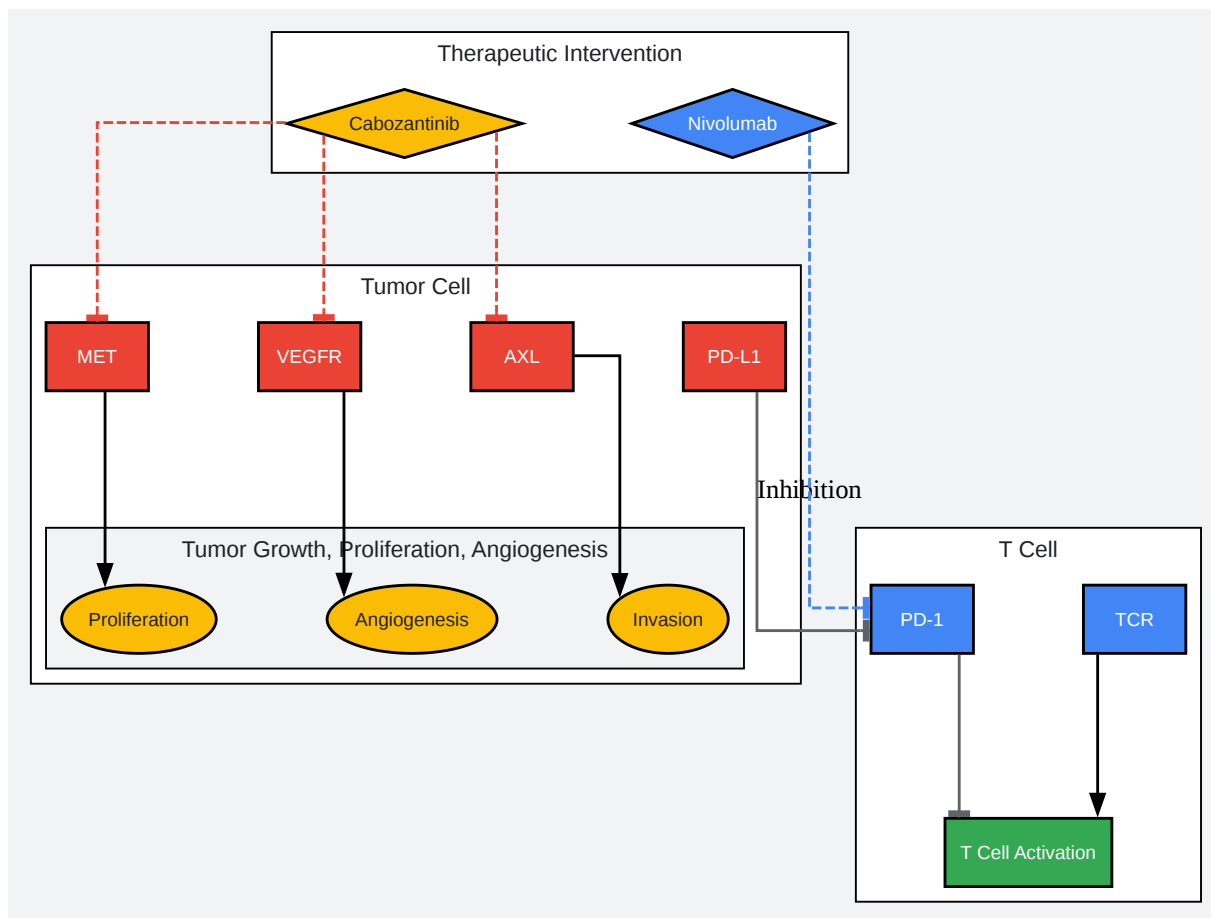 Therapeutic Intervention
Cabozantinib
Nivolumab
Tumor Cell
MET
VEGFR
AXL
PD-L1
Inhibition
Tumor Growth, Proliferation, Angiogenesis
T Cell
Proliferation
Angiogenesis
Invasion
PD-1
TCR
T Cell Activation